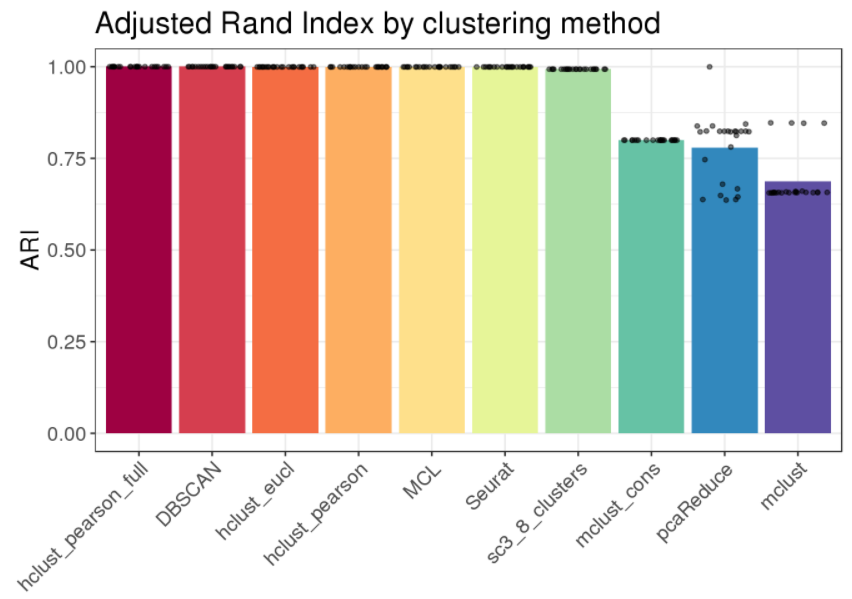 Adjusted Rand Index by clustering method
ARI
1.00
0.75
0.50
0.25
0.00
hclust_pearson_full
DBSCAN
hclust_eucl
hclust_pearson
MCL
Seurat
sc3_8_clusters
mclust_cons
pcaReduce
mclust